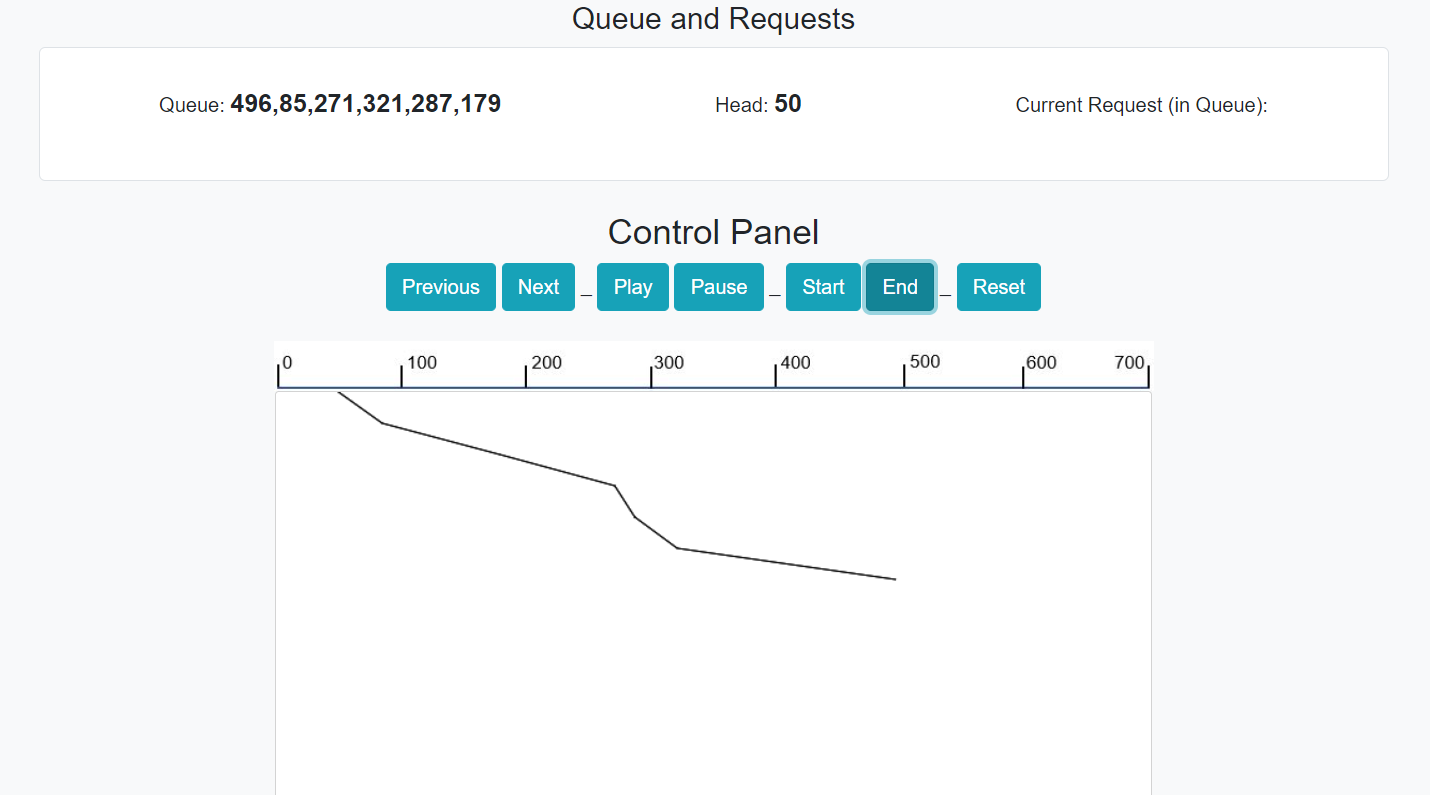 Queue and Requests
Queue: 496,85,271,321,287,179 Head: 50 Current Request (in Queue):
Control Panel
Previous Next _ Play Pause _ Start End _ Reset
0 100 200 300 400 500 600 700